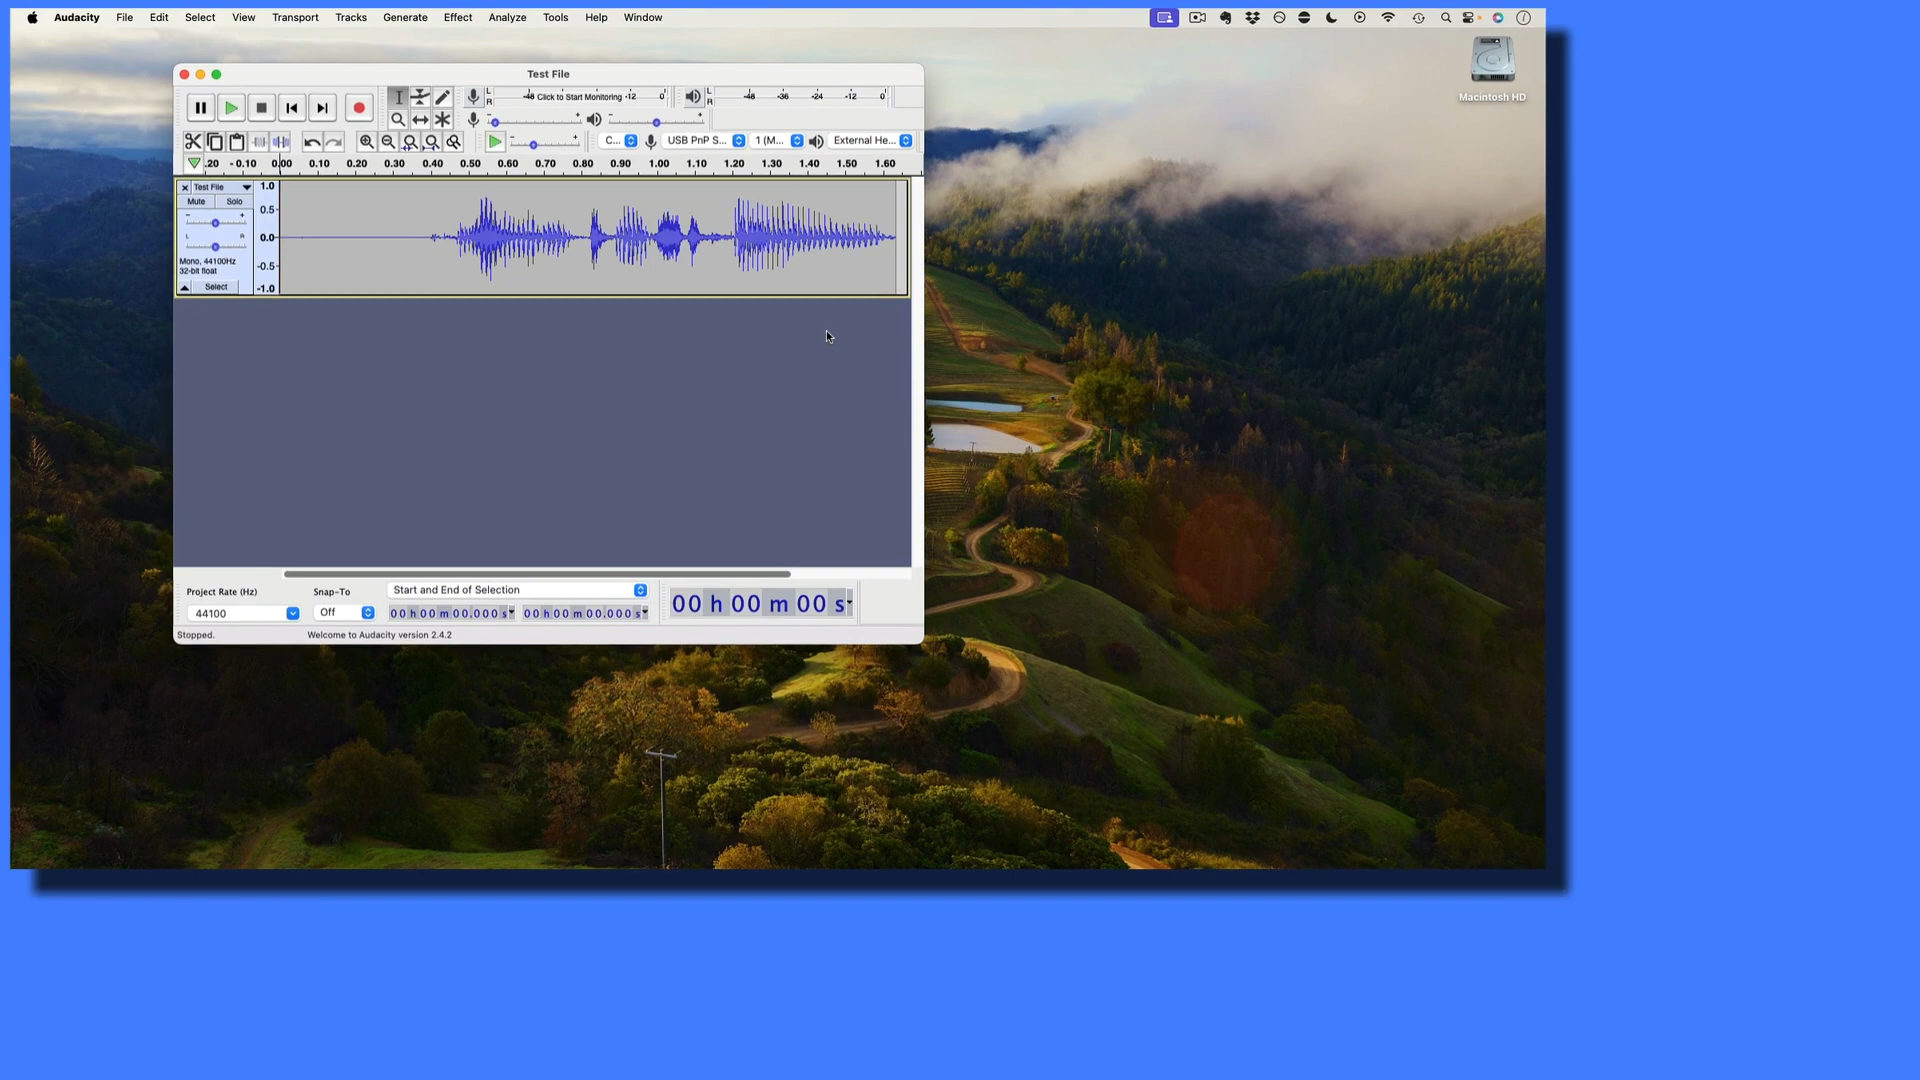 Audacity File Edit Select View Transport Tracks Generate Effect Analyze Tools Help Window
Macintosh HD
Test File
L
R
-48 Click to Start Monitoring -12 0
L
R
-48 -36 -24 -12 0
- +
- +
- +
C... USB PnP S... 1 (M... External He...
.20 -0.10 0.00 0.10 0.20 0.30 0.40 0.50 0.60 0.70 0.80 0.90 1.00 1.10 1.20 1.30 1.40 1.50 1.60
Test File
Mute Solo
- +
L R
Mono, 44100Hz
32-bit float
Select
1.0
0.5
0.0
-0.5
-1.0
Project Rate (Hz)
44100
Snap-To
Off
Start and End of Selection
00 h 00 m 00.000 s
00 h 00 m 00.000 s
00 h 00 m 00 s
Stopped.
Welcome to Audacity version 2.4.2